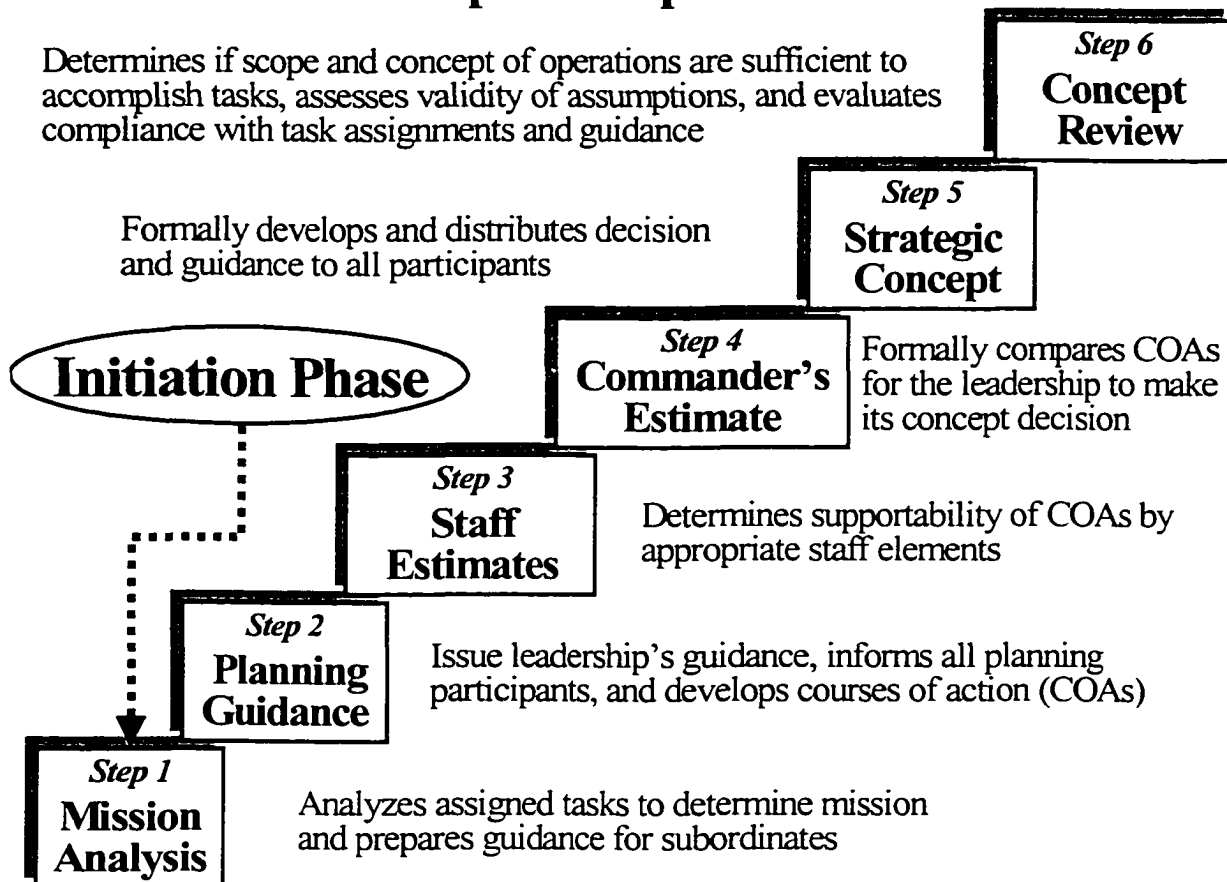 Step 6
Concept
Review
Determines if scope and concept of operations are sufficient to
accomplish tasks, assesses validity of assumptions, and evaluates
compliance with task assignments and guidance
Step 5
Strategic
Concept
Formally develops and distributes decision
and guidance to all participants
Step 4
Commander's
Estimate
Formally compares COAs
for the leadership to make
its concept decision
Initiation Phase
Step 3
Staff
Estimates
Determines supportability of COAs by
appropriate staff elements
Step 2
Planning
Guidance
Issue leadership's guidance, informs all planning
participants, and develops courses of action (COAs)
Step 1
Mission
Analysis
Analyzes assigned tasks to determine mission
and prepares guidance for subordinates